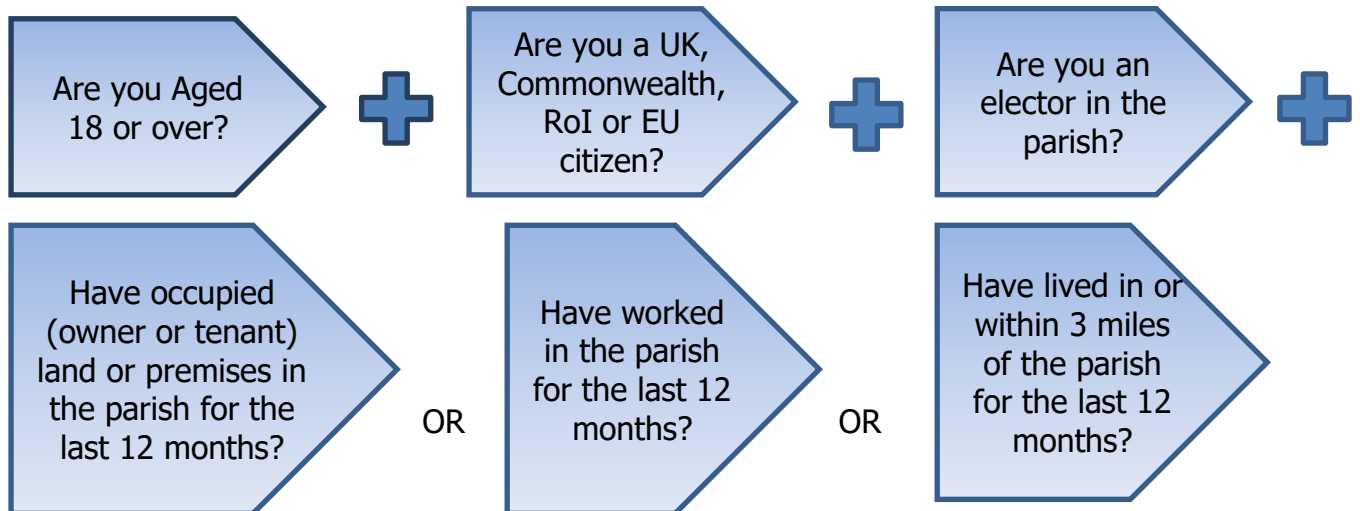 Are you Aged
18 or over?
Are you a UK,
Commonwealth,
RoI or EU
citizen?
Are you an
elector in the
parish?
Have occupied
(owner or tenant)
land or premises in
the parish for the
last 12 months?
OR
Have worked
in the parish
for the last 12
months?
OR
Have lived in or
within 3 miles
of the parish
for the last 12
months?